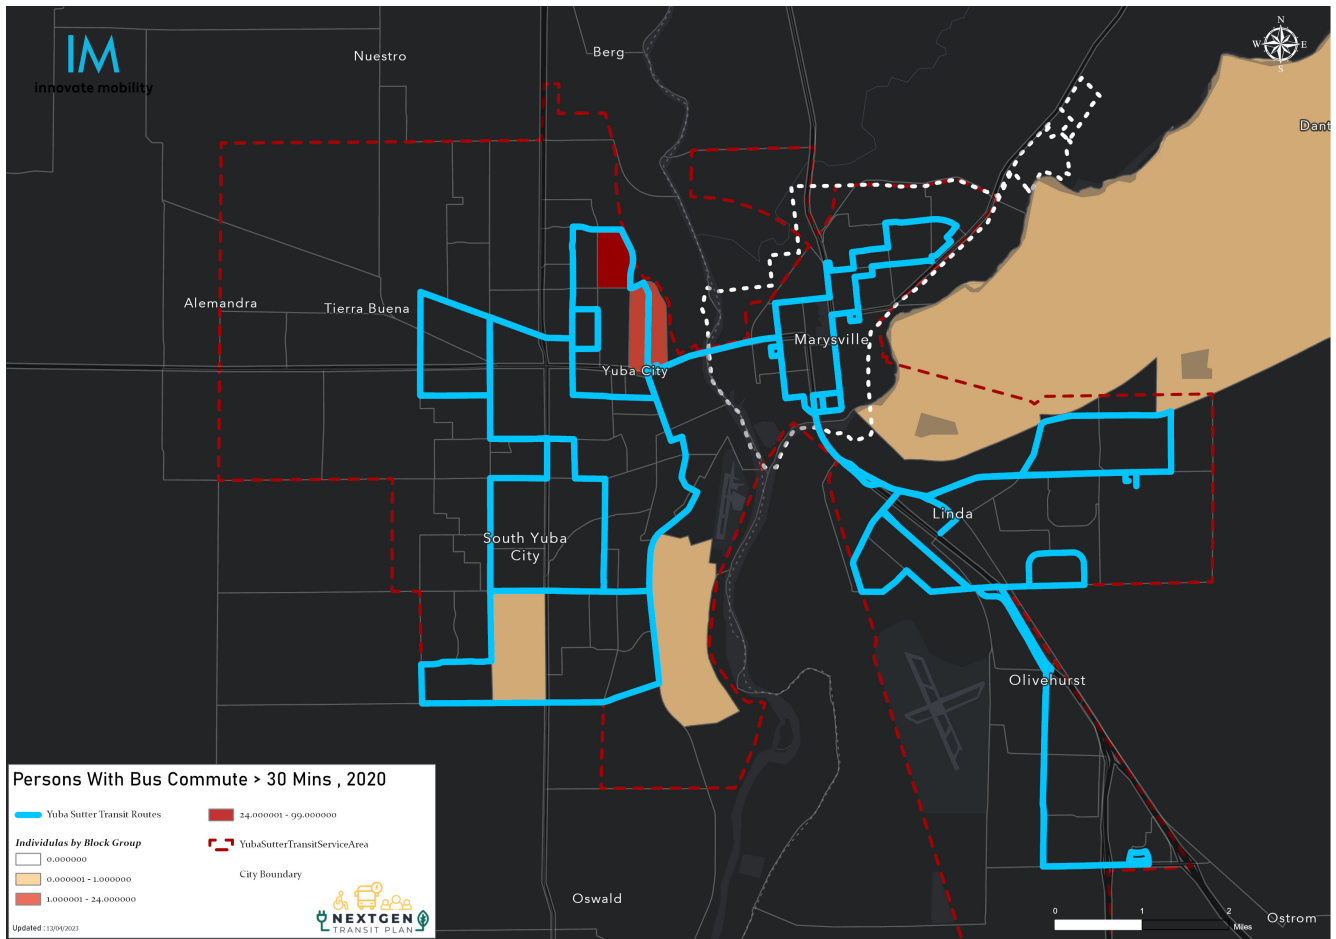 IM
innovate mobility
Nuestro
Berg
N
W
E
S
Dant
Alemandra
Tierra Buena
Marysville
Yuba City
Linda
South Yuba
City
Olivehurst
Oswald
Ostrom
0
1
2
Miles
Persons With Bus Commute > 30 Mins , 2020
Yuba Sutter Transit Routes
Individulas by Block Group
0.000000
0.000001 - 1.000000
1.000001 - 24.000000
24.000001 - 99.000000
YubaSutterTransitServiceArea
City Boundary
NEXTGEN
TRANSIT PLAN
Updated : 13/04/2023